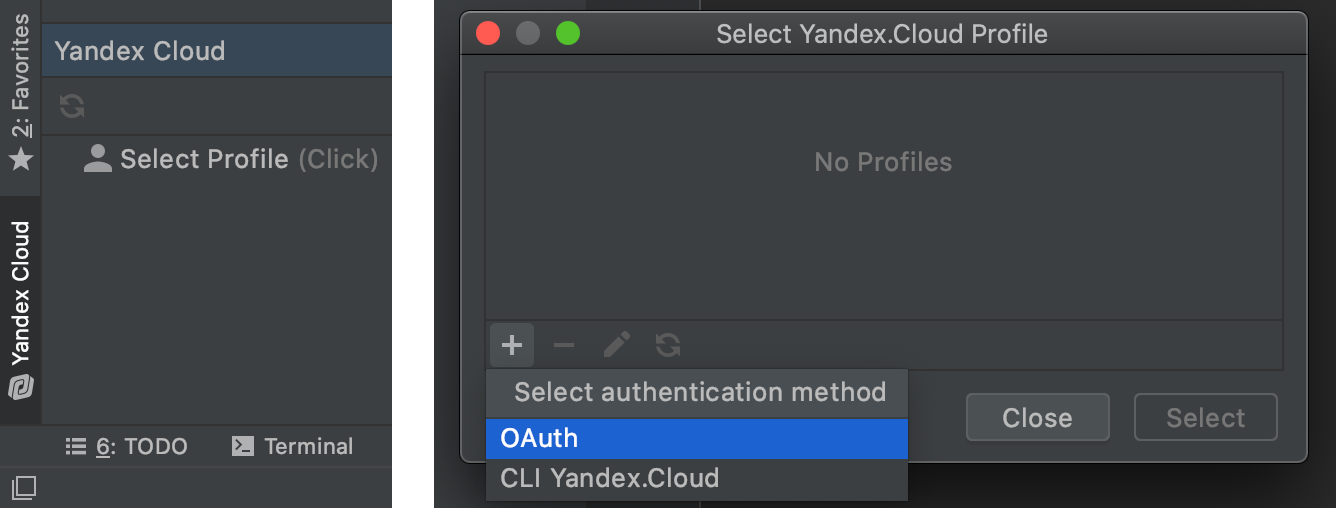 2: Favorites
Yandex Cloud
Yandex Cloud
Select Profile (Click)
6: TODO
Terminal
Select Yandex.Cloud Profile
No Profiles
Select authentication method
OAuth
CLI Yandex.Cloud
Close
Select